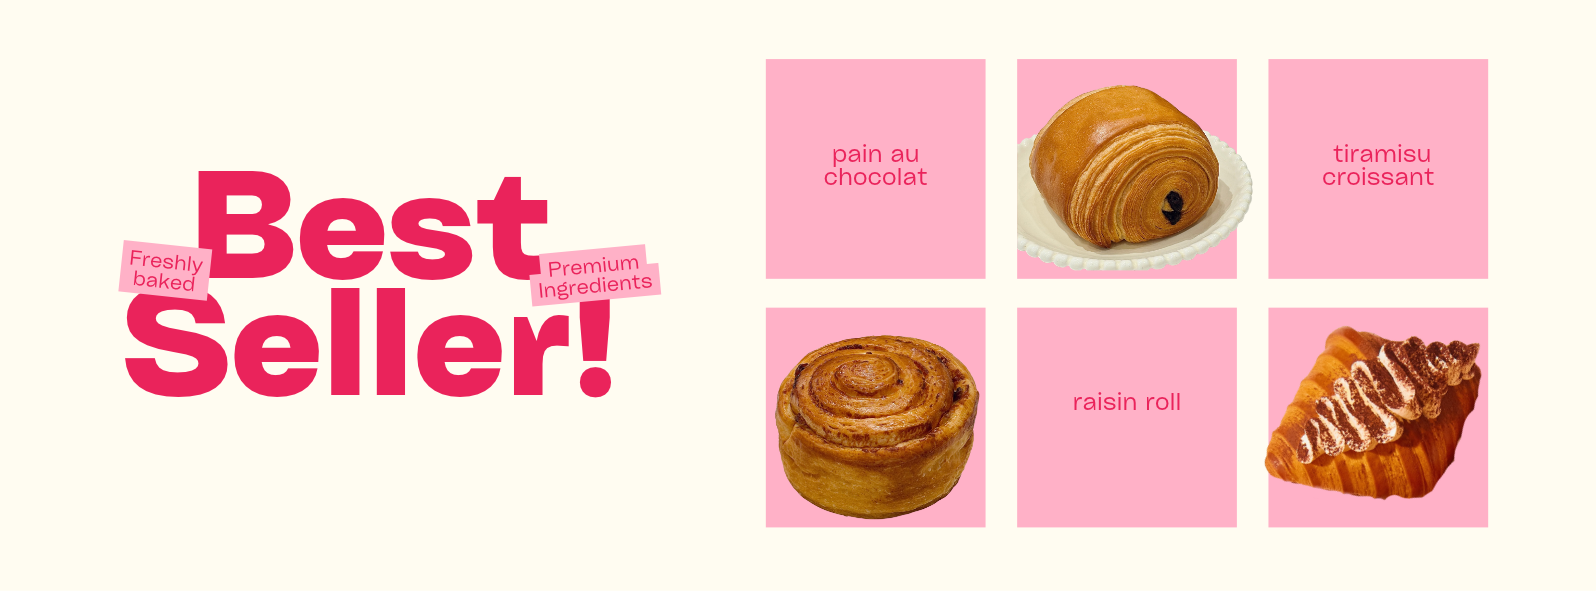 Best
Freshly
baked
Premium
Ingredients
Seller!
pain au
chocolat
tiramisu
croissant
raisin roll